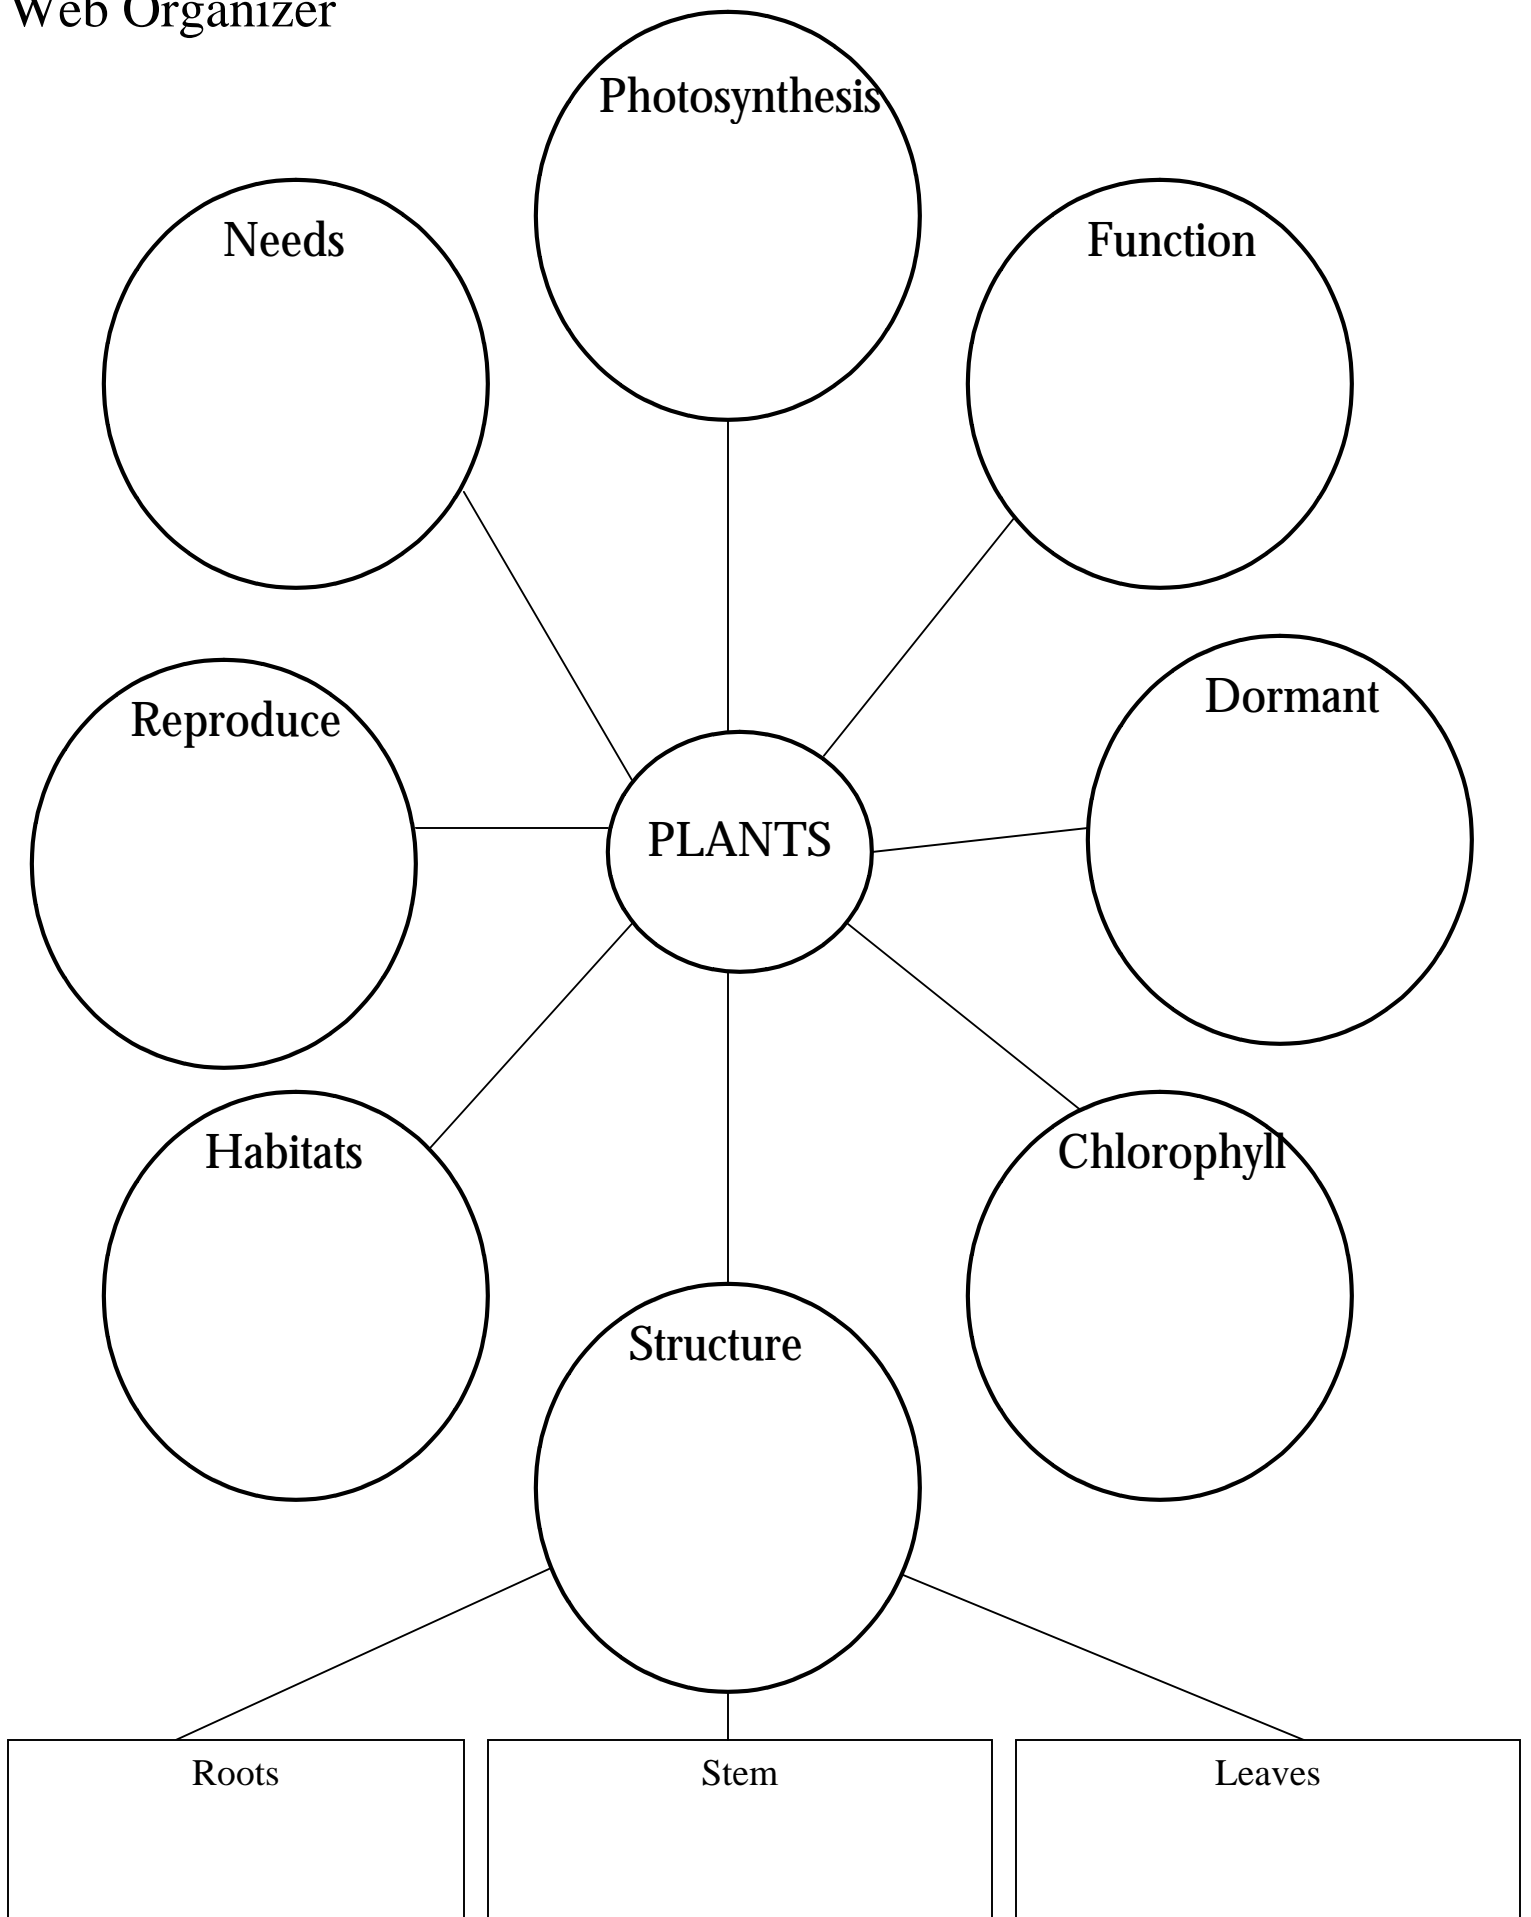 Web Organizer
Photosynthesis
Needs
Function
Dormant
Reproduce
PLANTS
Habitats
Chlorophyll
Structure
Roots
Stem
Leaves